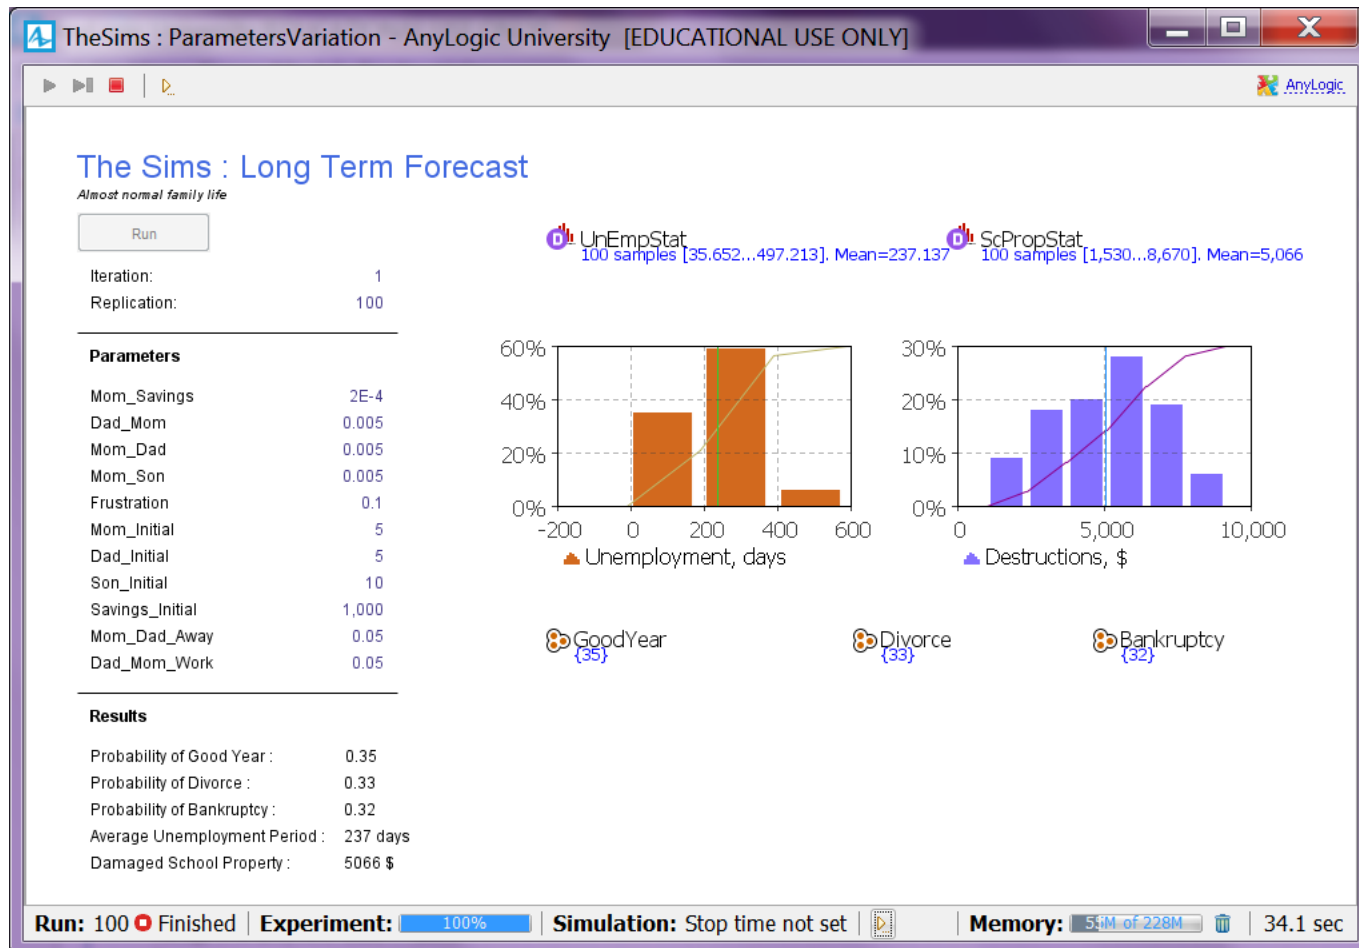 TheSims : ParametersVariation - AnyLogic University [EDUCATIONAL USE ONLY]
AnyLogic
The Sims : Long Term Forecast
Almost normal family life
Run
Iteration: 1
Replication: 100
Parameters
Mom_Savings 2E-4
Dad_Mom 0.005
Mom_Dad 0.005
Mom_Son 0.005
Frustration 0.1
Mom_Initial 5
Dad_Initial 5
Son_Initial 10
Savings_Initial 1,000
Mom_Dad_Away 0.05
Dad_Mom_Work 0.05
Results
Probability of Good Year : 0.35
Probability of Divorce : 0.33
Probability of Bankruptcy : 0.32
Average Unemployment Period : 237 days
Damaged School Property : 5066 $
UnEmpStat
100 samples [35.652...497.213]. Mean=237.137
ScPropStat
100 samples [1,530...8,670]. Mean=5,066
60%
40%
20%
0%
-200 0 200 400 600
Unemployment, days
30%
20%
10%
0%
0 5,000 10,000
Destructions, $
GoodYear
{35}
Divorce
{33}
Bankruptcy
{32}
Run: 100 Finished Experiment: 100% Simulation: Stop time not set Memory: 55M of 228M 34.1 sec